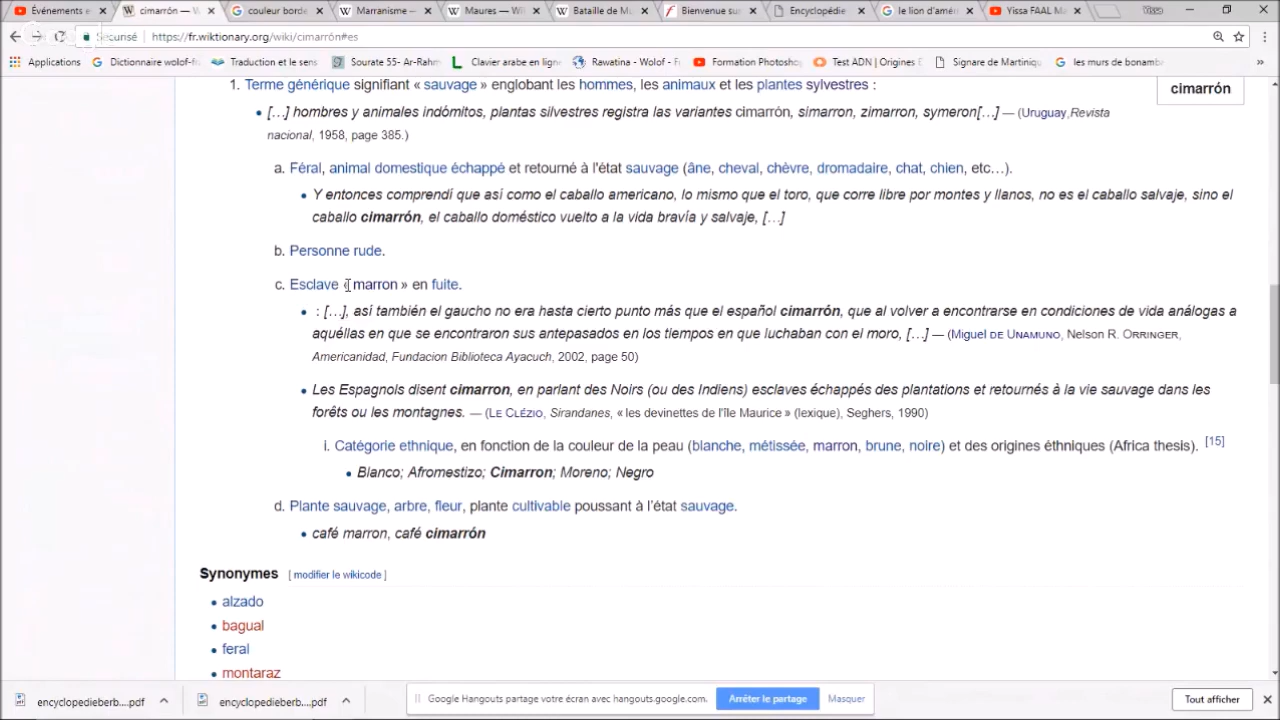 Événements e
cimarrón — W
couleur borde
Marranisme —
Maures — Wi
Bataille de M
Bienvenue su
Encyclopédie
le lion d'amé
Yissa FAAL M
Yissa
Sécurisé
https://fr.wiktionary.org/wiki/cimarrón#es
Applications
Dictionnaire wolof-fr
Traduction et le sens
Sourate 55- Ar-Rahm
Clavier arabe en ligne
Rawatina - Wolof - Fr
Formation Photoshop
Test ADN | Origines E
Signare de Martiniqu
les murs de bonamb
»
cimarrón
1. Terme générique signifiant « sauvage » englobant les hommes, les animaux et les plantes sylvestres :
• […] hombres y animales indómitos, plantas silvestres registra las variantes cimarrón, simarron, zimarron, symeron[…] — (Uruguay,Revista
nacional, 1958, page 385.)
a. Féral, animal domestique échappé et retourné à l'état sauvage (âne, cheval, chèvre, dromadaire, chat, chien, etc…).
• Y entonces comprendí que así como el caballo americano, lo mismo que el toro, que corre libre por montes y llanos, no es el caballo salvaje, sino el
caballo cimarrón, el caballo doméstico vuelto a la vida bravía y salvaje, […]
b. Personne rude.
c. Esclave « marron » en fuite.
• : […], así también el gaucho no era hasta cierto punto más que el español cimarrón, que al volver a encontrarse en condiciones de vida análogas a
aquéllas en que se encontraron sus antepasados en los tiempos en que luchaban con el moro, […] — (Miguel DE UNAMUNO, Nelson R. ORRINGER,
Americanidad, Fundacion Biblioteca Ayacuch, 2002, page 50)
• Les Espagnols disent cimarron, en parlant des Noirs (ou des Indiens) esclaves échappés des plantations et retournés à la vie sauvage dans les
forêts ou les montagnes. — (LE CLÉZIO, Sirandanes, « les devinettes de l'île Maurice » (lexique), Seghers, 1990)
i. Catégorie ethnique, en fonction de la couleur de la peau (blanche, métissée, marron, brune, noire) et des origines éthniques (Africa thesis). [15]
• Blanco; Afromestizo; Cimarron; Moreno; Negro
d. Plante sauvage, arbre, fleur, plante cultivable poussant à l'état sauvage.
• café marron, café cimarrón
Synonymes [ modifier le wikicode ]
• alzado
• bagual
• feral
• montaraz
encyclopedieberb....pdf
Google Hangouts partage votre écran avec hangouts.google.com.
Arrêter le partage
Masquer
Tout afficher